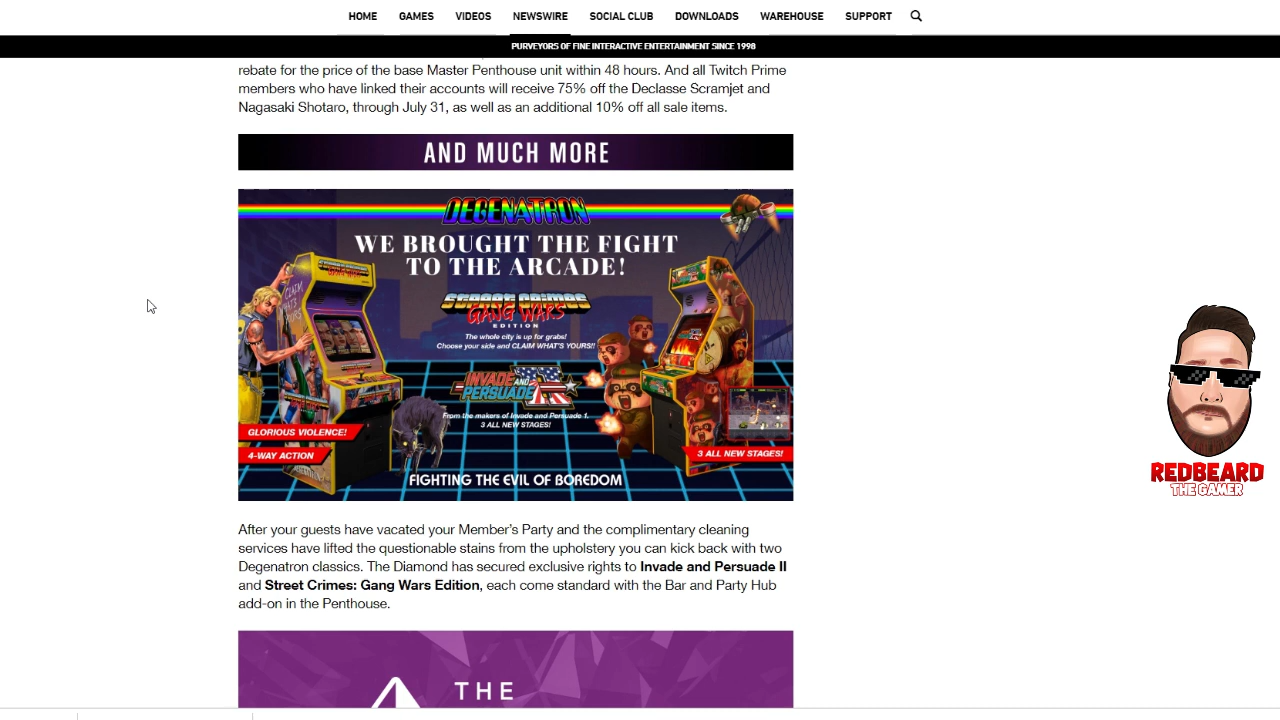 HOME GAMES VIDEOS NEWSWIRE SOCIAL CLUB DOWNLOADS WAREHOUSE SUPPORT
PURVEYORS OF FINE INTERACTIVE ENTERTAINMENT SINCE 1998
rebate for the price of the base Master Penthouse unit within 48 hours. And all Twitch Prime
members who have linked their accounts will receive 75% off the Declasse Scramjet and
Nagasaki Shotaro, through July 31, as well as an additional 10% off all sale items.
AND MUCH MORE
DEGENATRON
WE BROUGHT THE FIGHT
TO THE ARCADE!
STREET CRIMES
GANG WARS
EDITION
The whole city is up for grabs!
Choose your side and CLAIM WHAT'S YOURS!!
INVADE AND
PERSUADE II
From the makers of Invade and Persuade 1.
3 ALL NEW STAGES!
GLORIOUS VIOLENCE!
4-WAY ACTION
3 ALL NEW STAGES!
FIGHTING THE EVIL OF BOREDOM
After your guests have vacated your Member's Party and the complimentary cleaning
services have lifted the questionable stains from the upholstery you can kick back with two
Degenatron classics. The Diamond has secured exclusive rights to Invade and Persuade II
and Street Crimes: Gang Wars Edition, each come standard with the Bar and Party Hub
add-on in the Penthouse.
THE
REDBEARD
THE GAMER